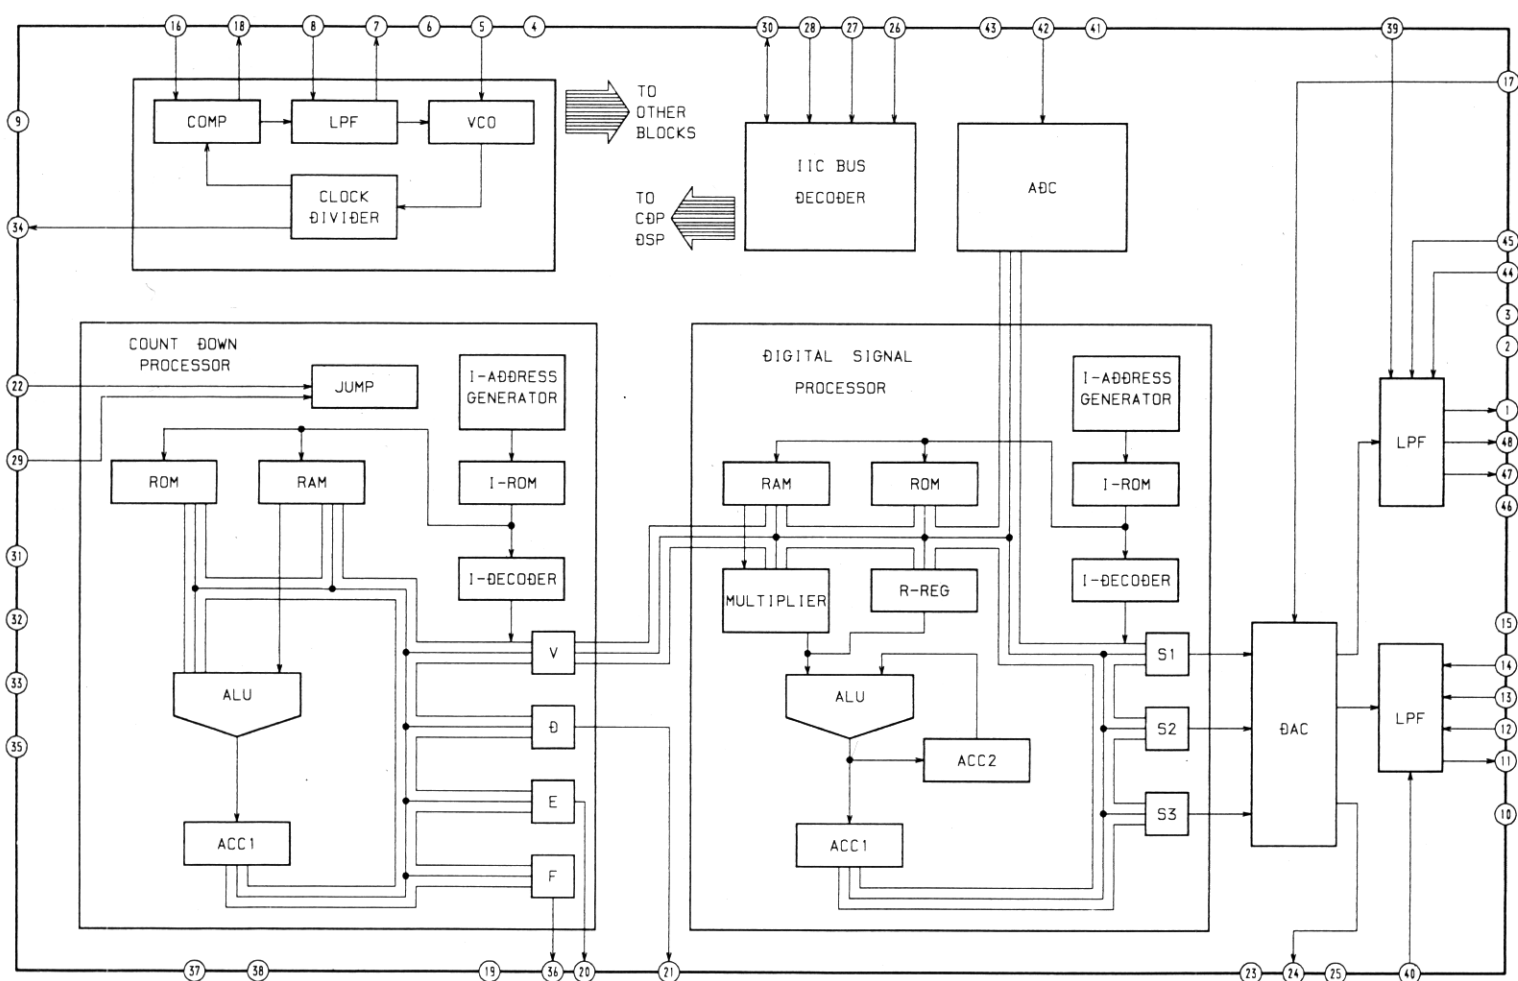 16 18 8 7 6 5 4 30 28 27 26 43 42 41 39
17
9
COMP LPF VCO
TO
OTHER
BLOCKS
IIC BUS
DECODER
ADC
CLOCK
DIVIDER
TO
CDP
DSP
34
45
44
3
2
COUNT DOWN
PROCESSOR
DIGITAL SIGNAL
PROCESSOR
22
JUMP
I-ADDRESS
GENERATOR
I-ADDRESS
GENERATOR
1
LPF
48
29
47
ROM RAM I-ROM
RAM ROM I-ROM
46
31
I-DECODER
MULTIPLIER R-REG I-DECODER
32
15
V
S1
14
33
ALU
ALU
13
LPF
D
S2
DAC
12
35
ACC2
11
E
S3
10
ACC1
ACC1
F
37 38 19 36 20 21 23 24 25 40